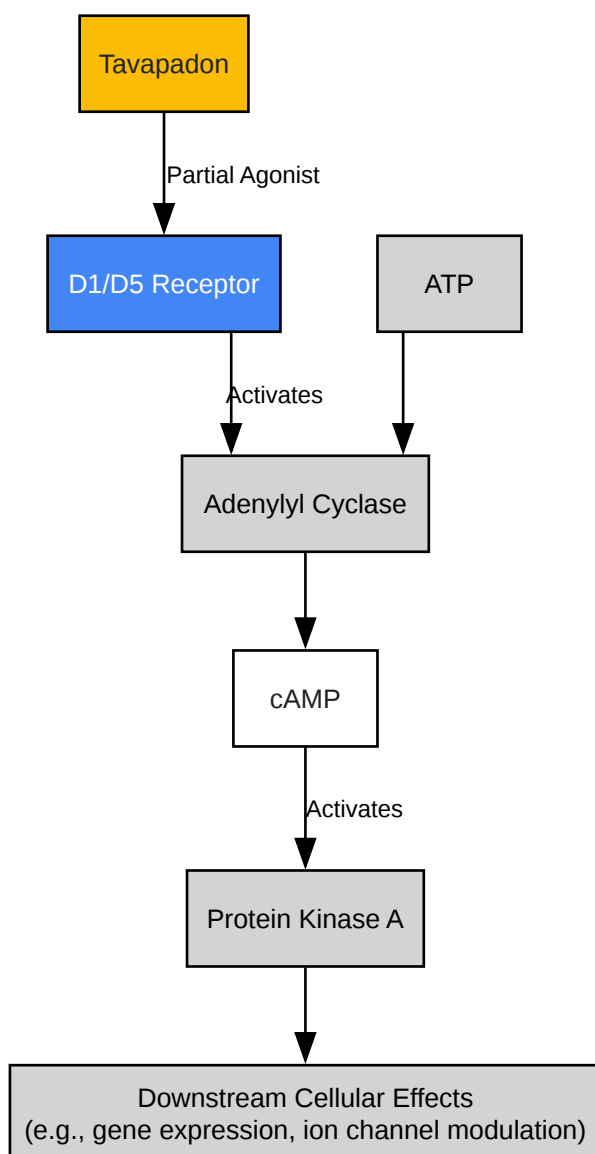 Tavapadon
Partial Agonist
D1/D5 Receptor
ATP
Activates
Adenylyl Cyclase
cAMP
Activates
Protein Kinase A
Downstream Cellular Effects
(e.g., gene expression, ion channel modulation)